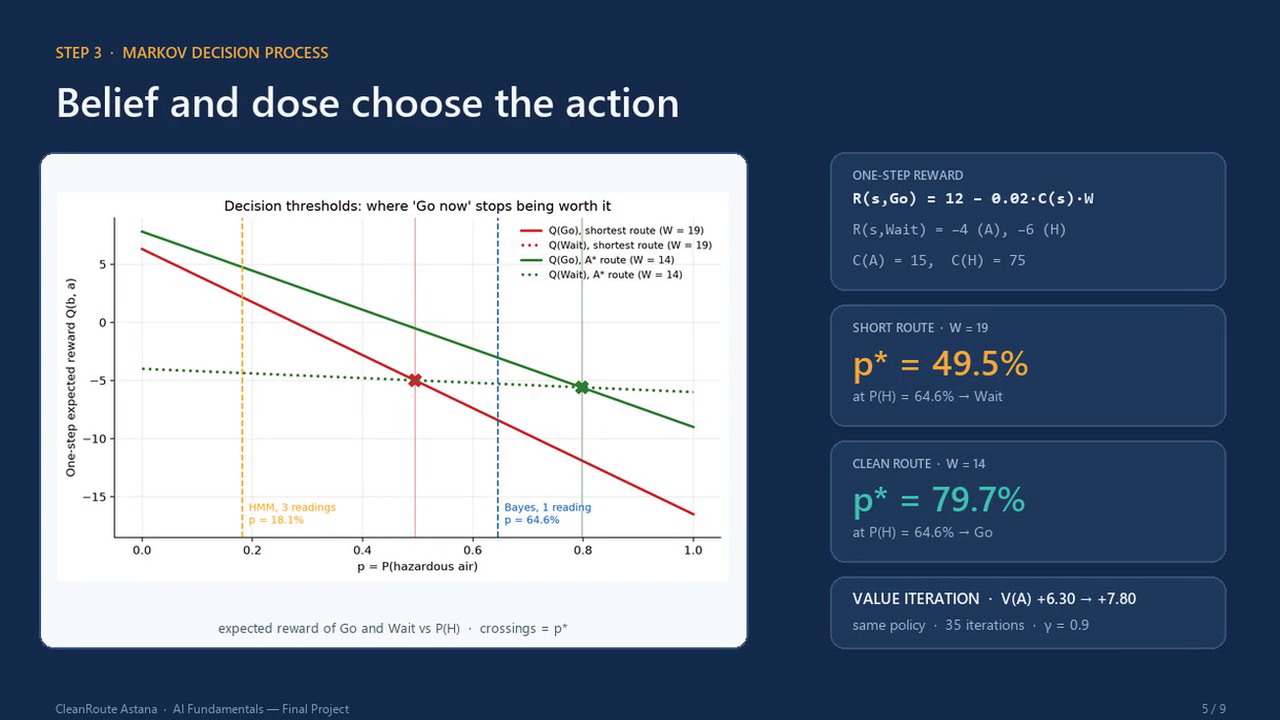 STEP 3 · MARKOV DECISION PROCESS
Belief and dose choose the action
Decision thresholds: where 'Go now' stops being worth it
Q(Go), shortest route (W = 19)
Q(Wait), shortest route (W = 19)
Q(Go), A* route (W = 14)
Q(Wait), A* route (W = 14)
One-step expected reward Q(b, a)
5
0
−5
−10
−15
HMM, 3 readings
p = 18.1%
Bayes, 1 reading
p = 64.6%
0.0 0.2 0.4 0.6 0.8 1.0
p = P(hazardous air)
expected reward of Go and Wait vs P(H) · crossings = p*
ONE-STEP REWARD
R(s,Go) = 12 − 0.02·C(s)·W
R(s,Wait) = −4 (A), −6 (H)
C(A) = 15, C(H) = 75
SHORT ROUTE · W = 19
p* = 49.5%
at P(H) = 64.6% → Wait
CLEAN ROUTE · W = 14
p* = 79.7%
at P(H) = 64.6% → Go
VALUE ITERATION · V(A) +6.30 → +7.80
same policy · 35 iterations · γ = 0.9
CleanRoute Astana · AI Fundamentals — Final Project
5 / 9